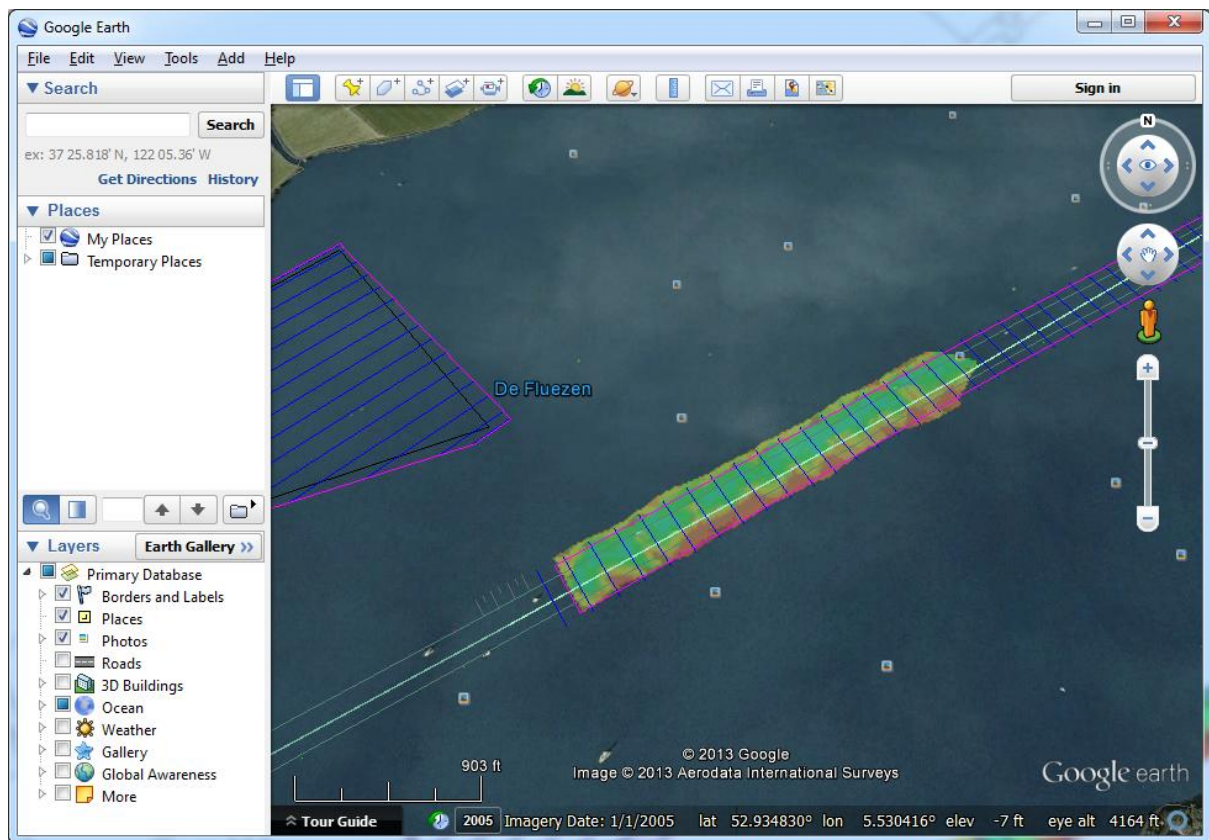 Google Earth
File Edit View Tools Add Help
Search
Sign in
Search
ex: 37 25.818' N, 122 05.36' W
Get Directions History
Places
My Places
Temporary Places
N
De Fluezen
Layers
Earth Gallery >>
Primary Database
Borders and Labels
Places
Photos
Roads
3D Buildings
Ocean
Weather
Gallery
Global Awareness
More
903 ft
© 2013 Google
Image © 2013 Aerodata International Surveys
Google earth
Tour Guide
2005 Imagery Date: 1/1/2005 lat 52.934830° lon 5.530416° elev -7 ft eye alt 4164 ft